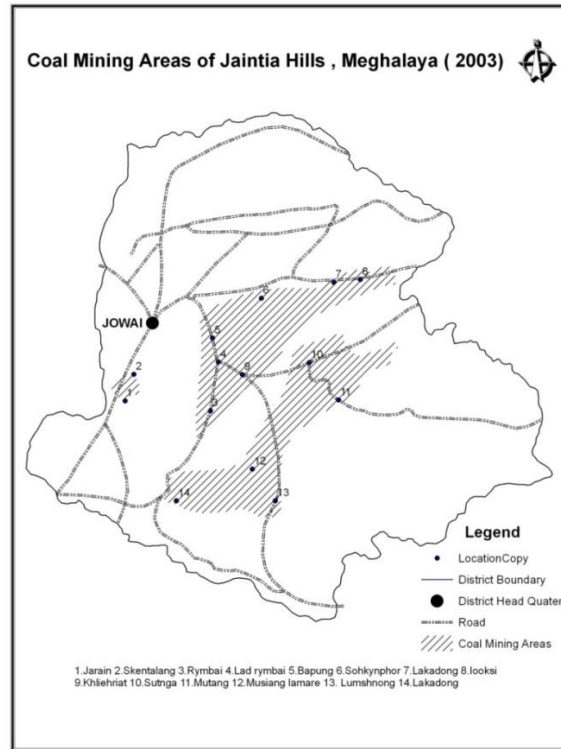 Coal Mining Areas of Jaintia Hills , Meghalaya ( 2003)
7
8
6
JOWAI
5
4
10
2
9
1
11
3
12
14
13
Legend
LocationCopy
District Boundary
District Head Quater
Road
Coal Mining Areas
1.Jarain 2.Skentalang 3.Rymbai 4.Lad rymbai 5.Bapung 6.Sohkynphor 7.Lakadong 8.looksi
9.Khliehriat 10.Sutnga 11.Mutang 12.Musiang lamare 13. Lumshnong 14.Lakadong